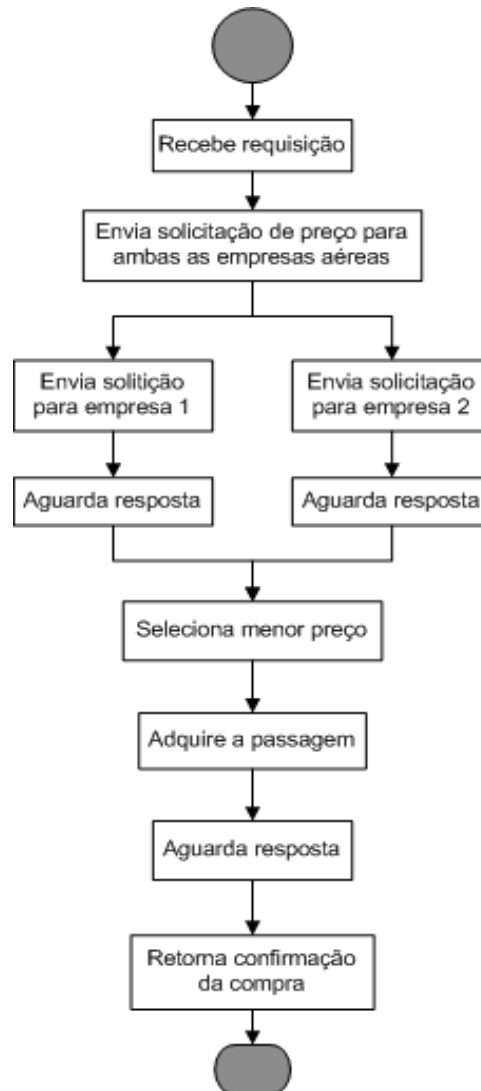 Recebe requisição
Envia solicitação de preço para
ambas as empresas aéreas
Envia solitição
para empresa 1
Envia solicitação
para empresa 2
Aguarda resposta
Aguarda resposta
Seleciona menor preço
Adquire a passagem
Aguarda resposta
Retorna confirmação
da compra